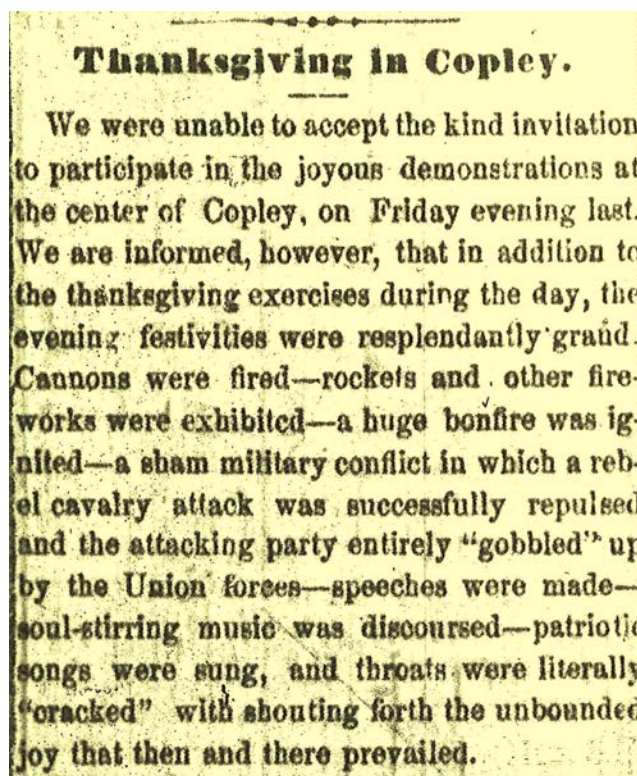 Thanksgiving in Copley.
We were unable to accept the kind invitation
to participate in the joyous demonstrations at
the center of Copley, on Friday evening last.
We are informed, however, that in addition to
the thanksgiving exercises during the day, the
evening festivities were resplendantly grand.
Cannons were fired—rockets and other fire-
works were exhibited—a huge bonfire was ig-
nited—a sham military conflict in which a reb-
el cavalry attack was successfully repulsed
and the attacking party entirely "gobbled" up
by the Union forces—speeches were made—
soul-stirring music was discoursed—patriotic
songs were sung, and throats were literally
"cracked" with shouting forth the unbounded
joy that then and there prevailed.